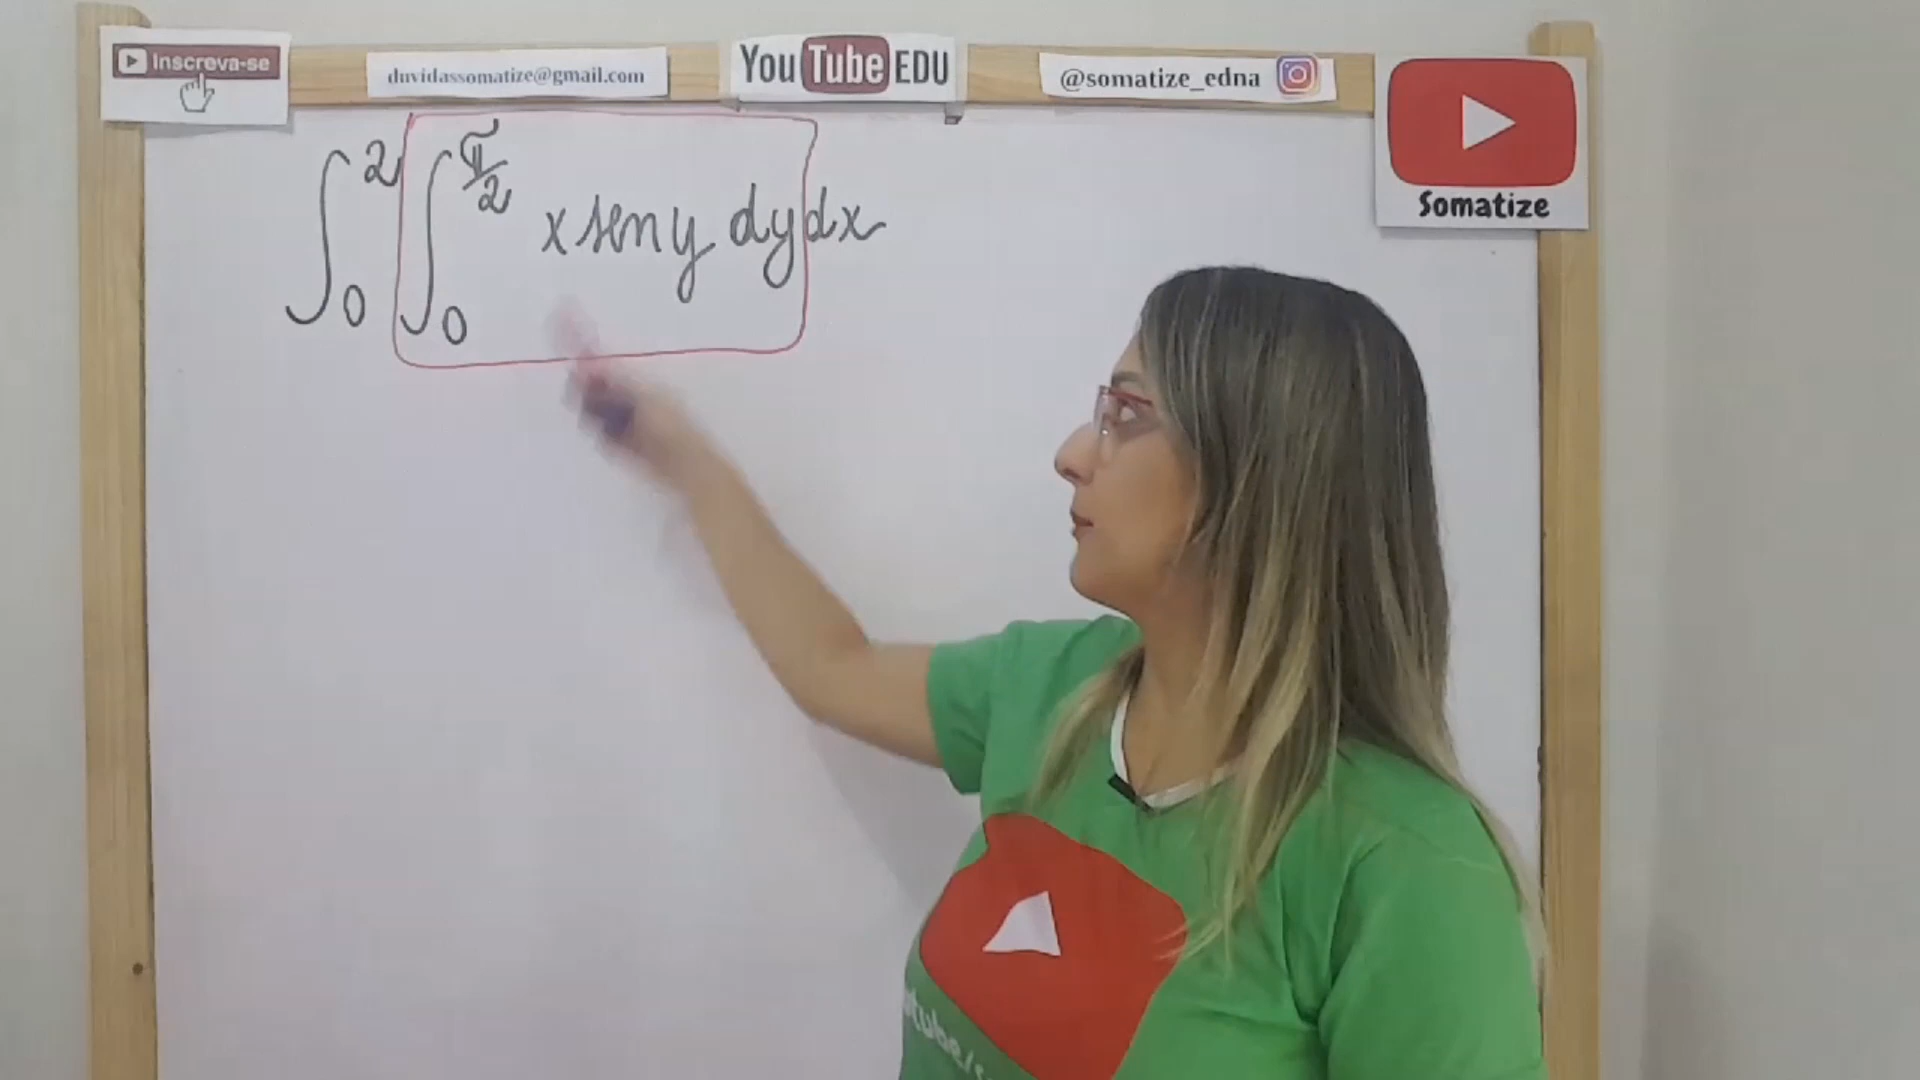 Inscreva-se
duvidassomatize@gmail.com
YouTube EDU
@somatize_edna
Somatize
∫₀² ∫₀^(π/2) x sen y dy dx